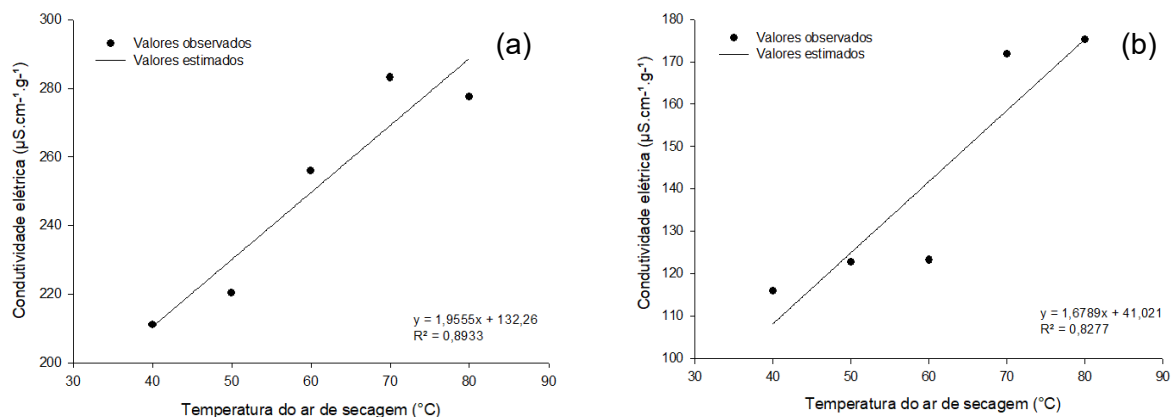 (a)
Valores observados
Valores estimados
Condutividade elétrica (µS.cm-¹.g-¹)
300
280
260
240
220
200
y = 1,9555x + 132,26
R² = 0,8933
30 40 50 60 70 80 90
Temperatura do ar de secagem (°C)
(b)
Valores observados
Valores estimados
Condutividade elétrica (µS.cm-¹.g-¹)
180
170
160
150
140
130
120
110
100
y = 1,6789x + 41,021
R² = 0,8277
30 40 50 60 70 80 90
Temperatura do ar de secagem (°C)